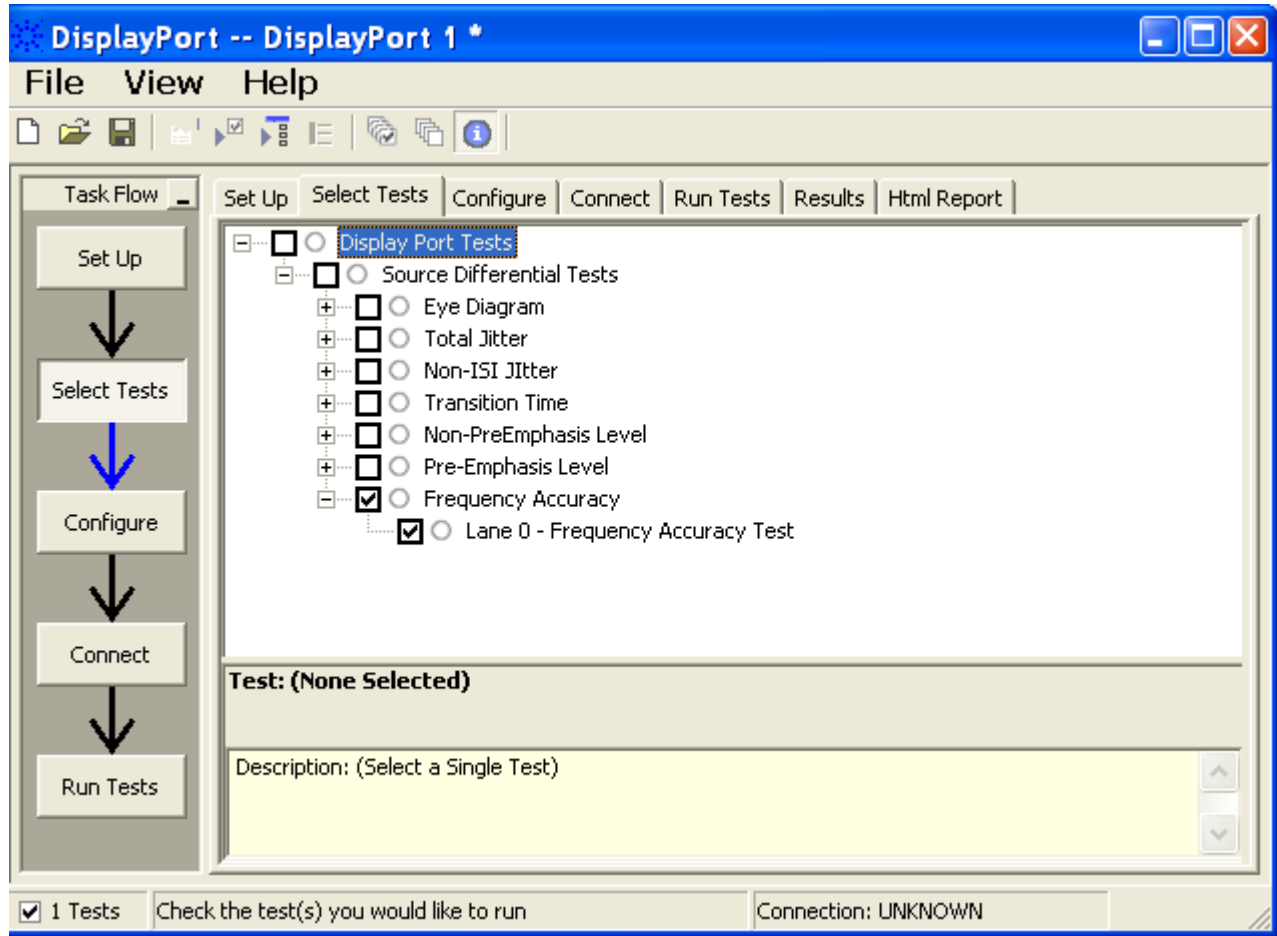 DisplayPort -- DisplayPort 1 *
File View Help
Task Flow
Set Up Select Tests Configure Connect Run Tests Results Html Report
Set Up
Select Tests
Configure
Connect
Run Tests
Display Port Tests
Source Differential Tests
Eye Diagram
Total Jitter
Non-ISI JItter
Transition Time
Non-PreEmphasis Level
Pre-Emphasis Level
Frequency Accuracy
Lane 0 - Frequency Accuracy Test
Test: (None Selected)
Description: (Select a Single Test)
1 Tests Check the test(s) you would like to run Connection: UNKNOWN